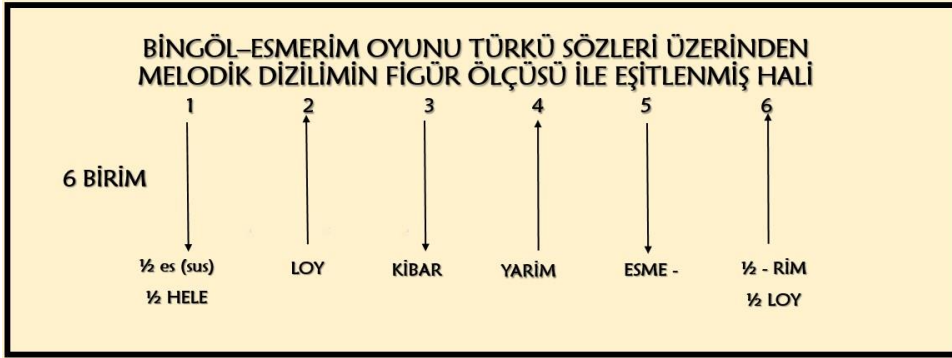 BİNGÖL–ESMERİM OYUNU TÜRKÜ SÖZLERİ ÜZERİNDEN
MELODİK DİZİLİMİN FİGÜR ÖLÇÜSÜ İLE EŞİTLENMİŞ HALİ
1 2 3 4 5 6
6 BİRİM
½ es (sus) LOY KİBAR YARİM ESME - ½ - RİM
½ HELE ½ LOY